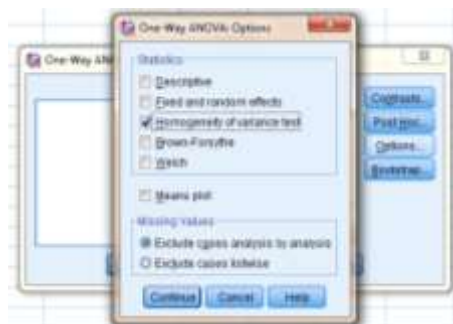 One-Way ANOVA: Options
One-Way AN
Statistics
Descriptive
Fixed and random effects
Homogeneity of variance test
Brown-Forsythe
Welch
Means plot
Missing Values
Exclude cases analysis by analysis
Exclude cases listwise
Continue
Cancel
Help
Contrasts...
Post Hoc...
Options...
Bootstrap...